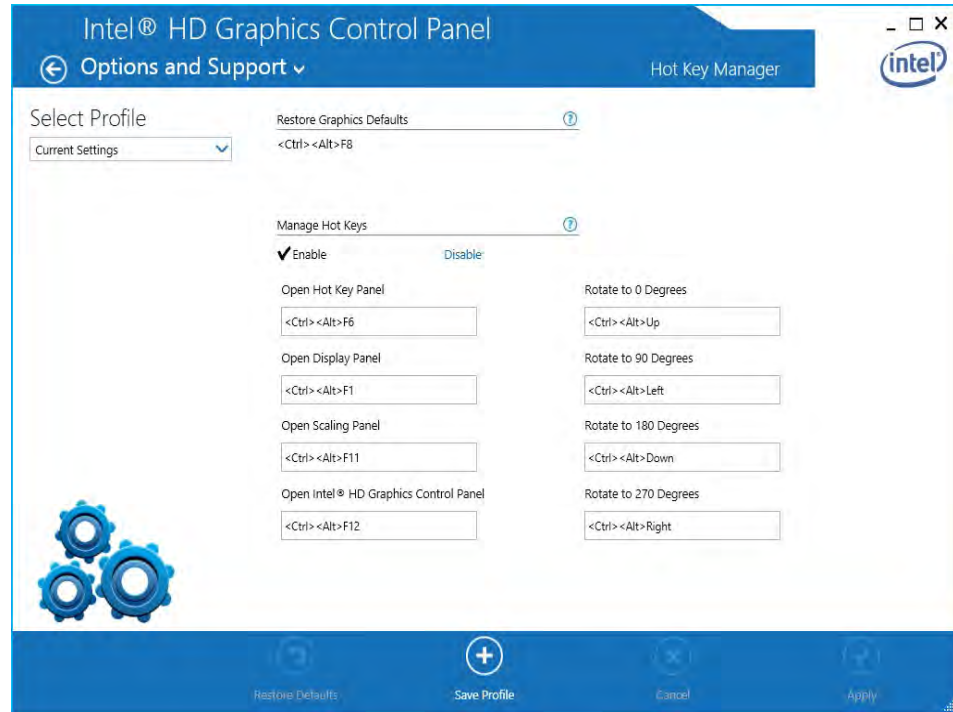 Intel® HD Graphics Control Panel
Options and Support
Hot Key Manager
intel
Select Profile
Current Settings
Restore Graphics Defaults
?
<Ctrl><Alt>F8
Manage Hot Keys
?
Enable
Disable
Open Hot Key Panel
Rotate to 0 Degrees
<Ctrl><Alt>F6
<Ctrl><Alt>Up
Open Display Panel
Rotate to 90 Degrees
<Ctrl><Alt>F1
<Ctrl><Alt>Left
Open Scaling Panel
Rotate to 180 Degrees
<Ctrl><Alt>F11
<Ctrl><Alt>Down
Open Intel® HD Graphics Control Panel
Rotate to 270 Degrees
<Ctrl><Alt>F12
<Ctrl><Alt>Right
Restore Defaults
Save Profile
Cancel
Apply